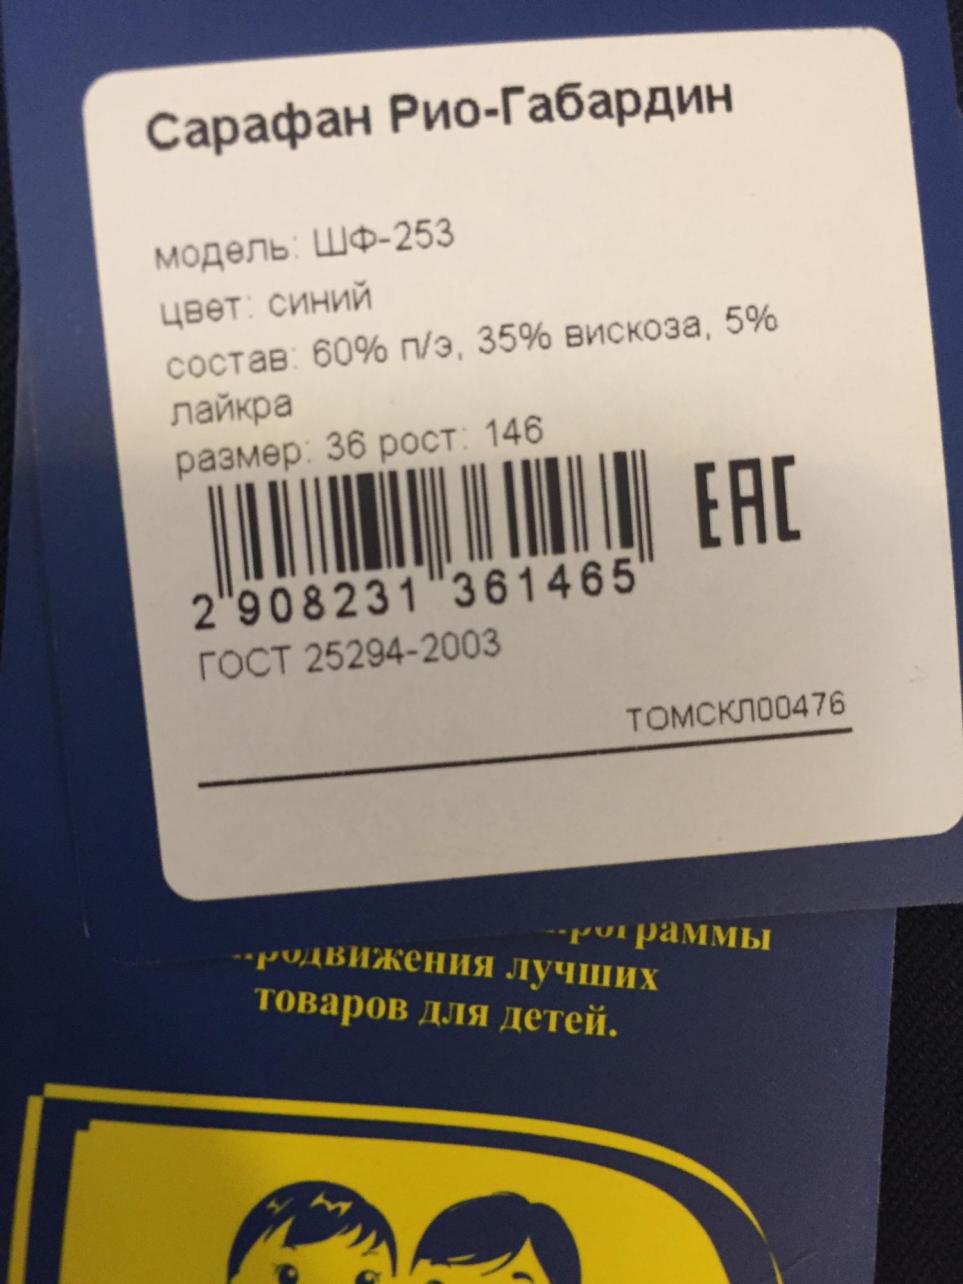 Сарафан Рио-Габардин
модель: ШФ-253
цвет: синий
состав: 60% п/э, 35% вискоза, 5%
лайкра
размер: 36 рост: 146
EAC
2 908231 361465
ГОСТ 25294-2003
ТОМСКЛ00476
программы
продвижения лучших
товаров для детей.